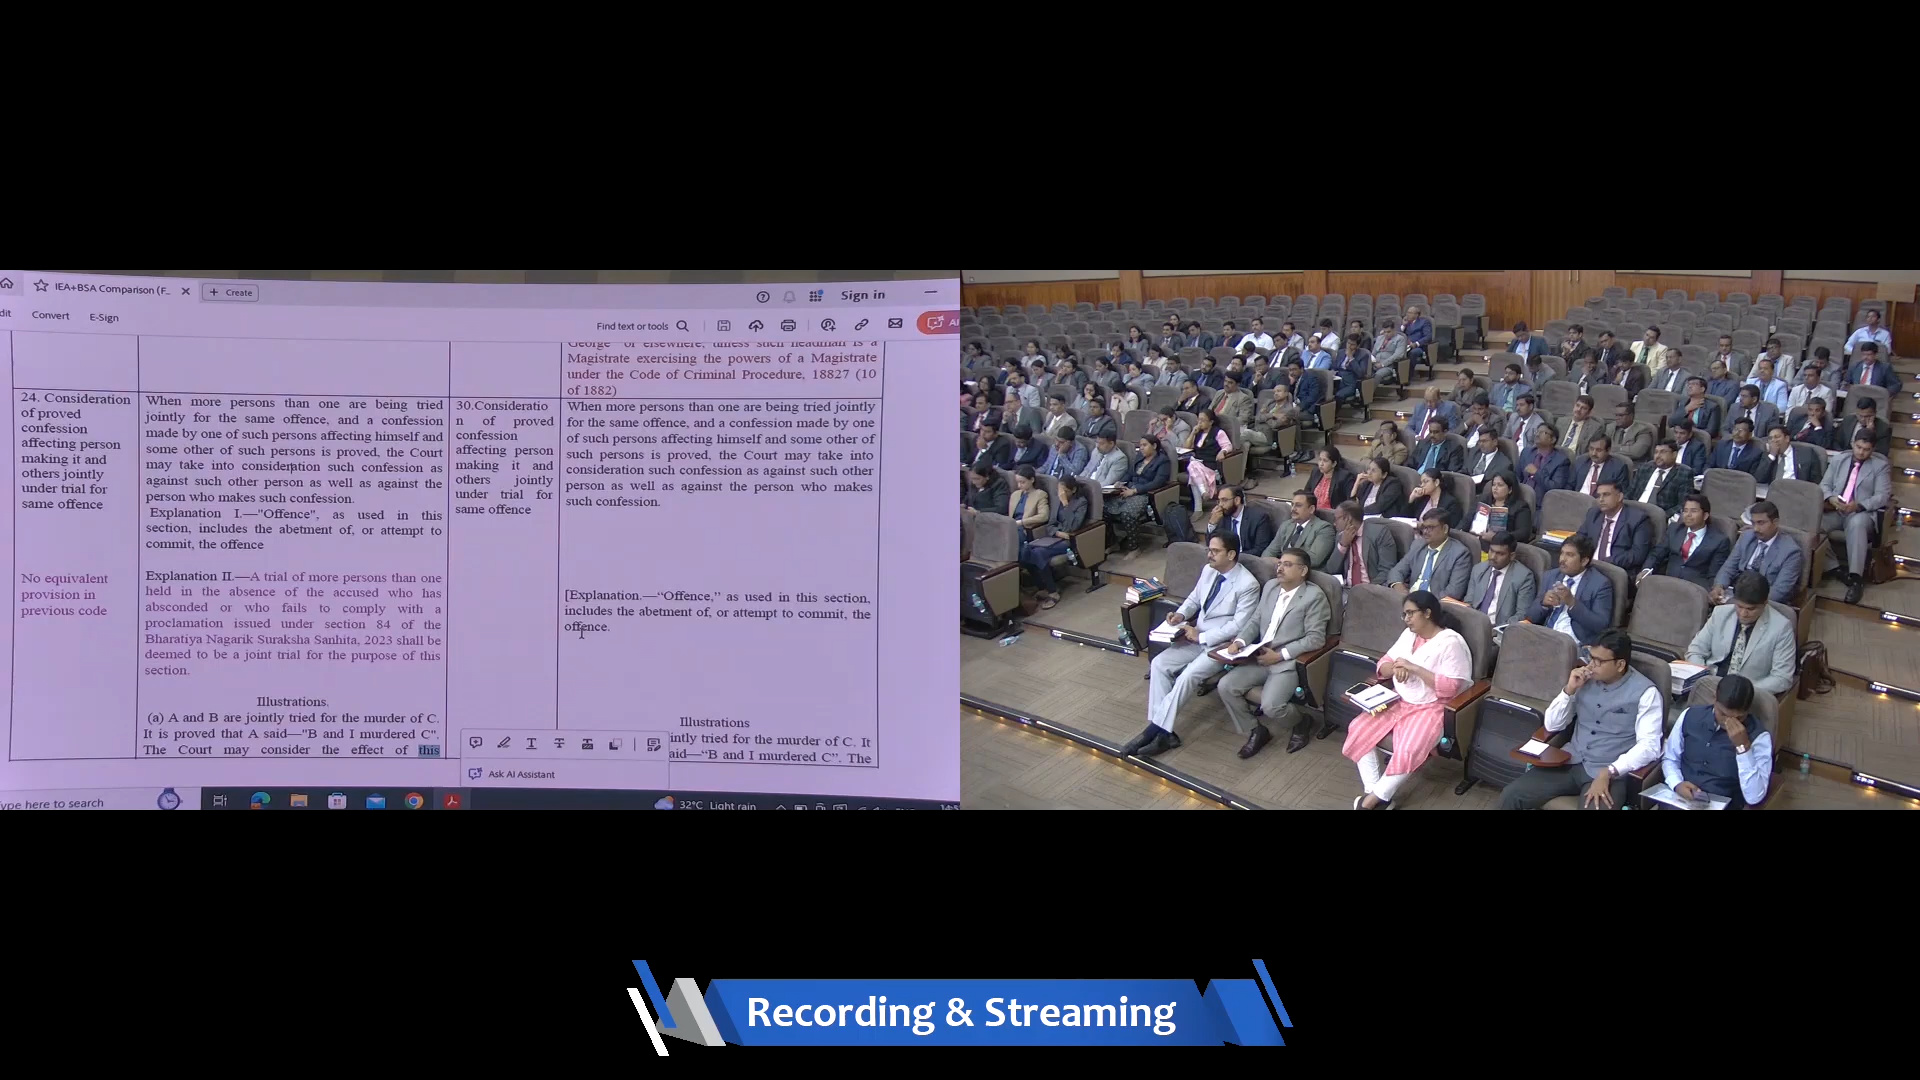 IEA+BSA Comparison (F...
Create
Sign in
dit
Convert
E-Sign
Find text or tools
George" or elsewhere, unless such headman is a
Magistrate exercising the powers of a Magistrate
under the Code of Criminal Procedure, 18827 (10
of 1882)
24. Consideration
of proved
confession
affecting person
making it and
others jointly
under trial for
same offence
No equivalent
provision in
previous code
When more persons than one are being tried
jointly for the same offence, and a confession
made by one of such persons affecting himself and
some other of such persons is proved, the Court
may take into consideration such confession as
against such other person as well as against the
person who makes such confession.
Explanation I.—"Offence", as used in this
section, includes the abetment of, or attempt to
commit, the offence
Explanation II.—A trial of more persons than one
held in the absence of the accused who has
absconded or who fails to comply with a
proclamation issued under section 84 of the
Bharatiya Nagarik Suraksha Sanhita, 2023 shall be
deemed to be a joint trial for the purpose of this
section.
Illustrations.
(a) A and B are jointly tried for the murder of C.
It is proved that A said—"B and I murdered C".
The Court may consider the effect of this
30.Consideratio
n of proved
confession
affecting person
making it and
others jointly
under trial for
same offence
When more persons than one are being tried jointly
for the same offence, and a confession made by one
of such persons affecting himself and some other of
such persons is proved, the Court may take into
consideration such confession as against such other
person as well as against the person who makes
such confession.
[Explanation.—“Offence,” as used in this section,
includes the abetment of, or attempt to commit, the
offence.
Illustrations
intly tried for the murder of C. It
aid—“B and I murdered C”. The
Ask AI Assistant
ype here to search
32°C Light rain
Recording & Streaming